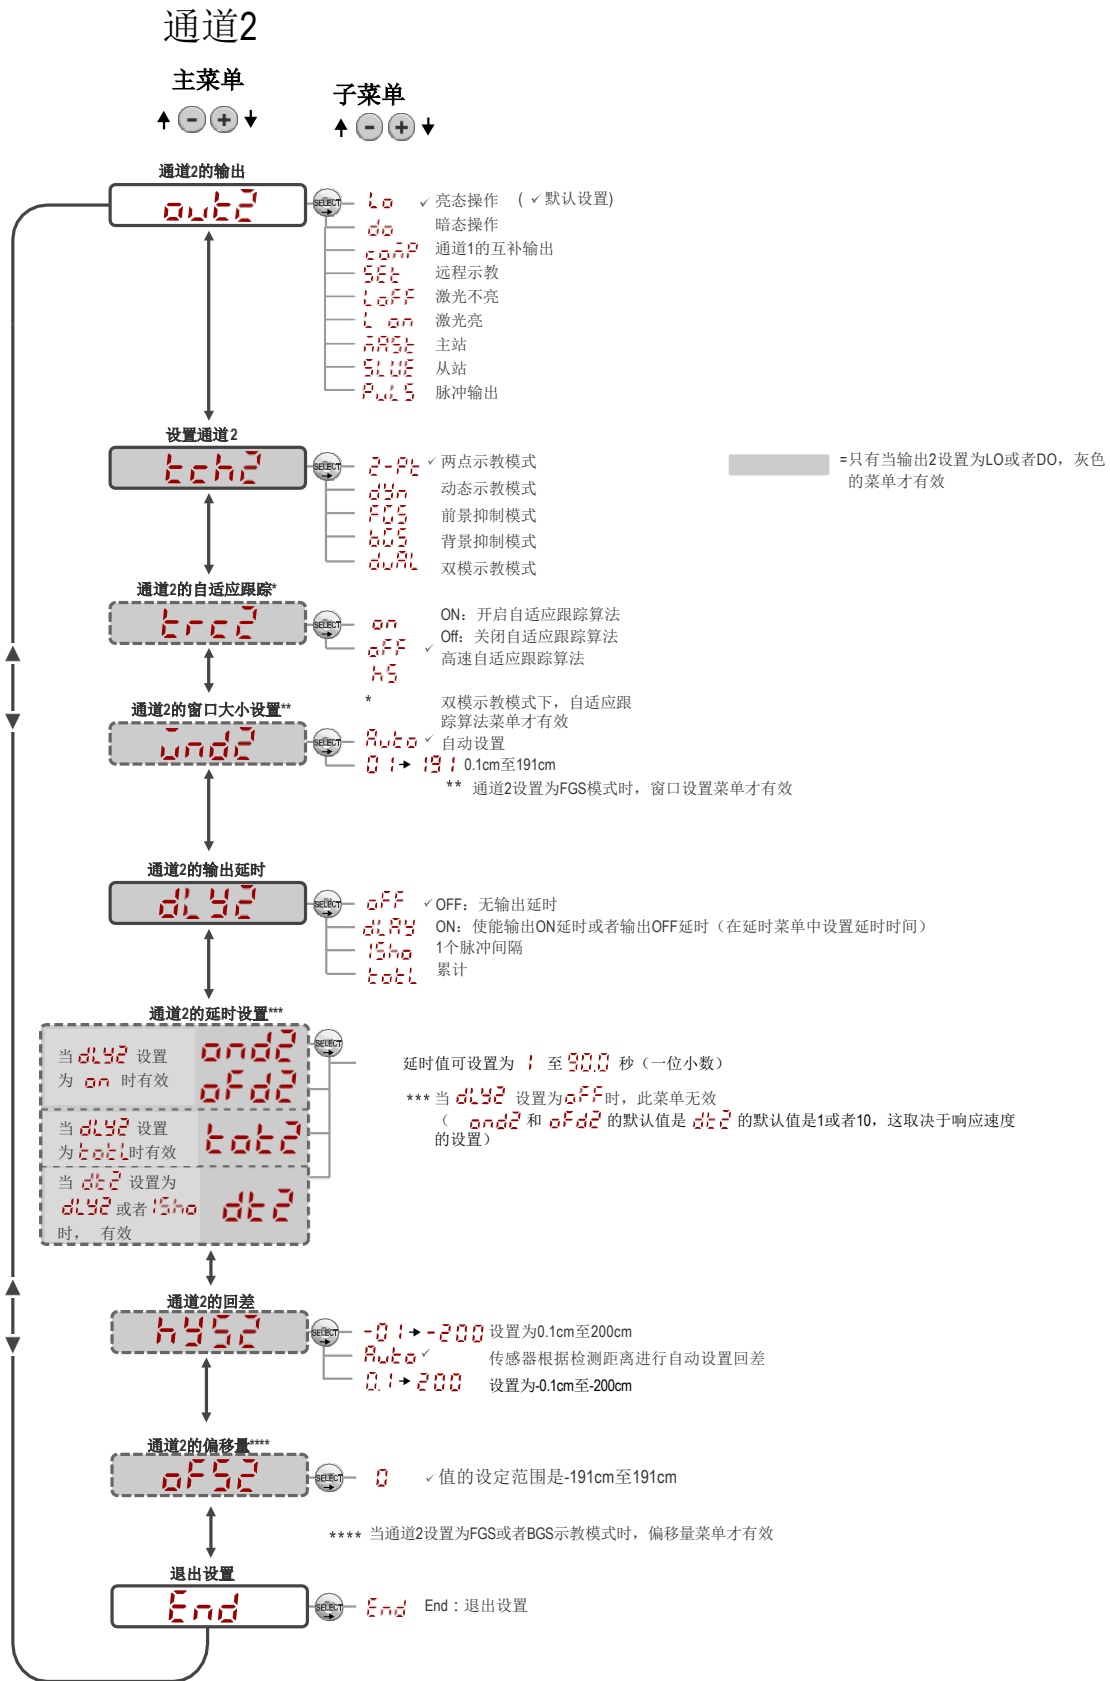 通道2
主菜单
子菜单
- +
- +
通道2的输出
out2
SELECT
Lo ✓ 亮态操作 ( ✓ 默认设置)
do 暗态操作
comP 通道1的互补输出
SEt 远程示教
LoFF 激光不亮
L on 激光亮
mASt 主站
SLVE 从站
PuLS 脉冲输出
设置通道2
tch2
SELECT
2-Pt ✓ 两点示教模式
dYn 动态示教模式
FGS 前景抑制模式
bGS 背景抑制模式
duAL 双模示教模式
=只有当输出2设置为LO或者DO，灰色
的菜单才有效
通道2的自适应跟踪*
trc2
SELECT
on ON：开启自适应跟踪算法
oFF ✓ Off：关闭自适应跟踪算法
hS 高速自适应跟踪算法
* 双模示教模式下，自适应跟
踪算法菜单才有效
通道2的窗口大小设置**
wnd2
SELECT
Auto ✓ 自动设置
0.1 → 191 0.1cm至191cm
** 通道2设置为FGS模式时，窗口设置菜单才有效
通道2的输出延时
dLY2
SELECT
oFF ✓ OFF：无输出延时
dLAY ON：使能输出ON延时或者输出OFF延时（在延时菜单中设置延时时间）
1Sho 1个脉冲间隔
totL 累计
通道2的延时设置***
当 dLY2 设置
为 on 时有效
ond2
oFd2
SELECT
当 dLY2 设置
为 totL 时有效
tot2
当 dt2 设置为
dLY2 或者 1Sho
时， 有效
dt2
延时值可设置为 1 至 90.0 秒（一位小数）
*** 当 dLY2 设置为 oFF 时，此菜单无效
（ ond2 和 oFd2 的默认值是 dt2 的默认值是1或者10，这取决于响应速度
的设置）
通道2的回差
hYS2
SELECT
-0.1 → -200 设置为0.1cm至200cm
Auto ✓ 传感器根据检测距离进行自动设置回差
0.1 → 200 设置为-0.1cm至-200cm
通道2的偏移量****
oFS2
SELECT
0 ✓ 值的设定范围是-191cm至191cm
**** 当通道2设置为FGS或者BGS示教模式时，偏移量菜单才有效
退出设置
End
SELECT
End End：退出设置